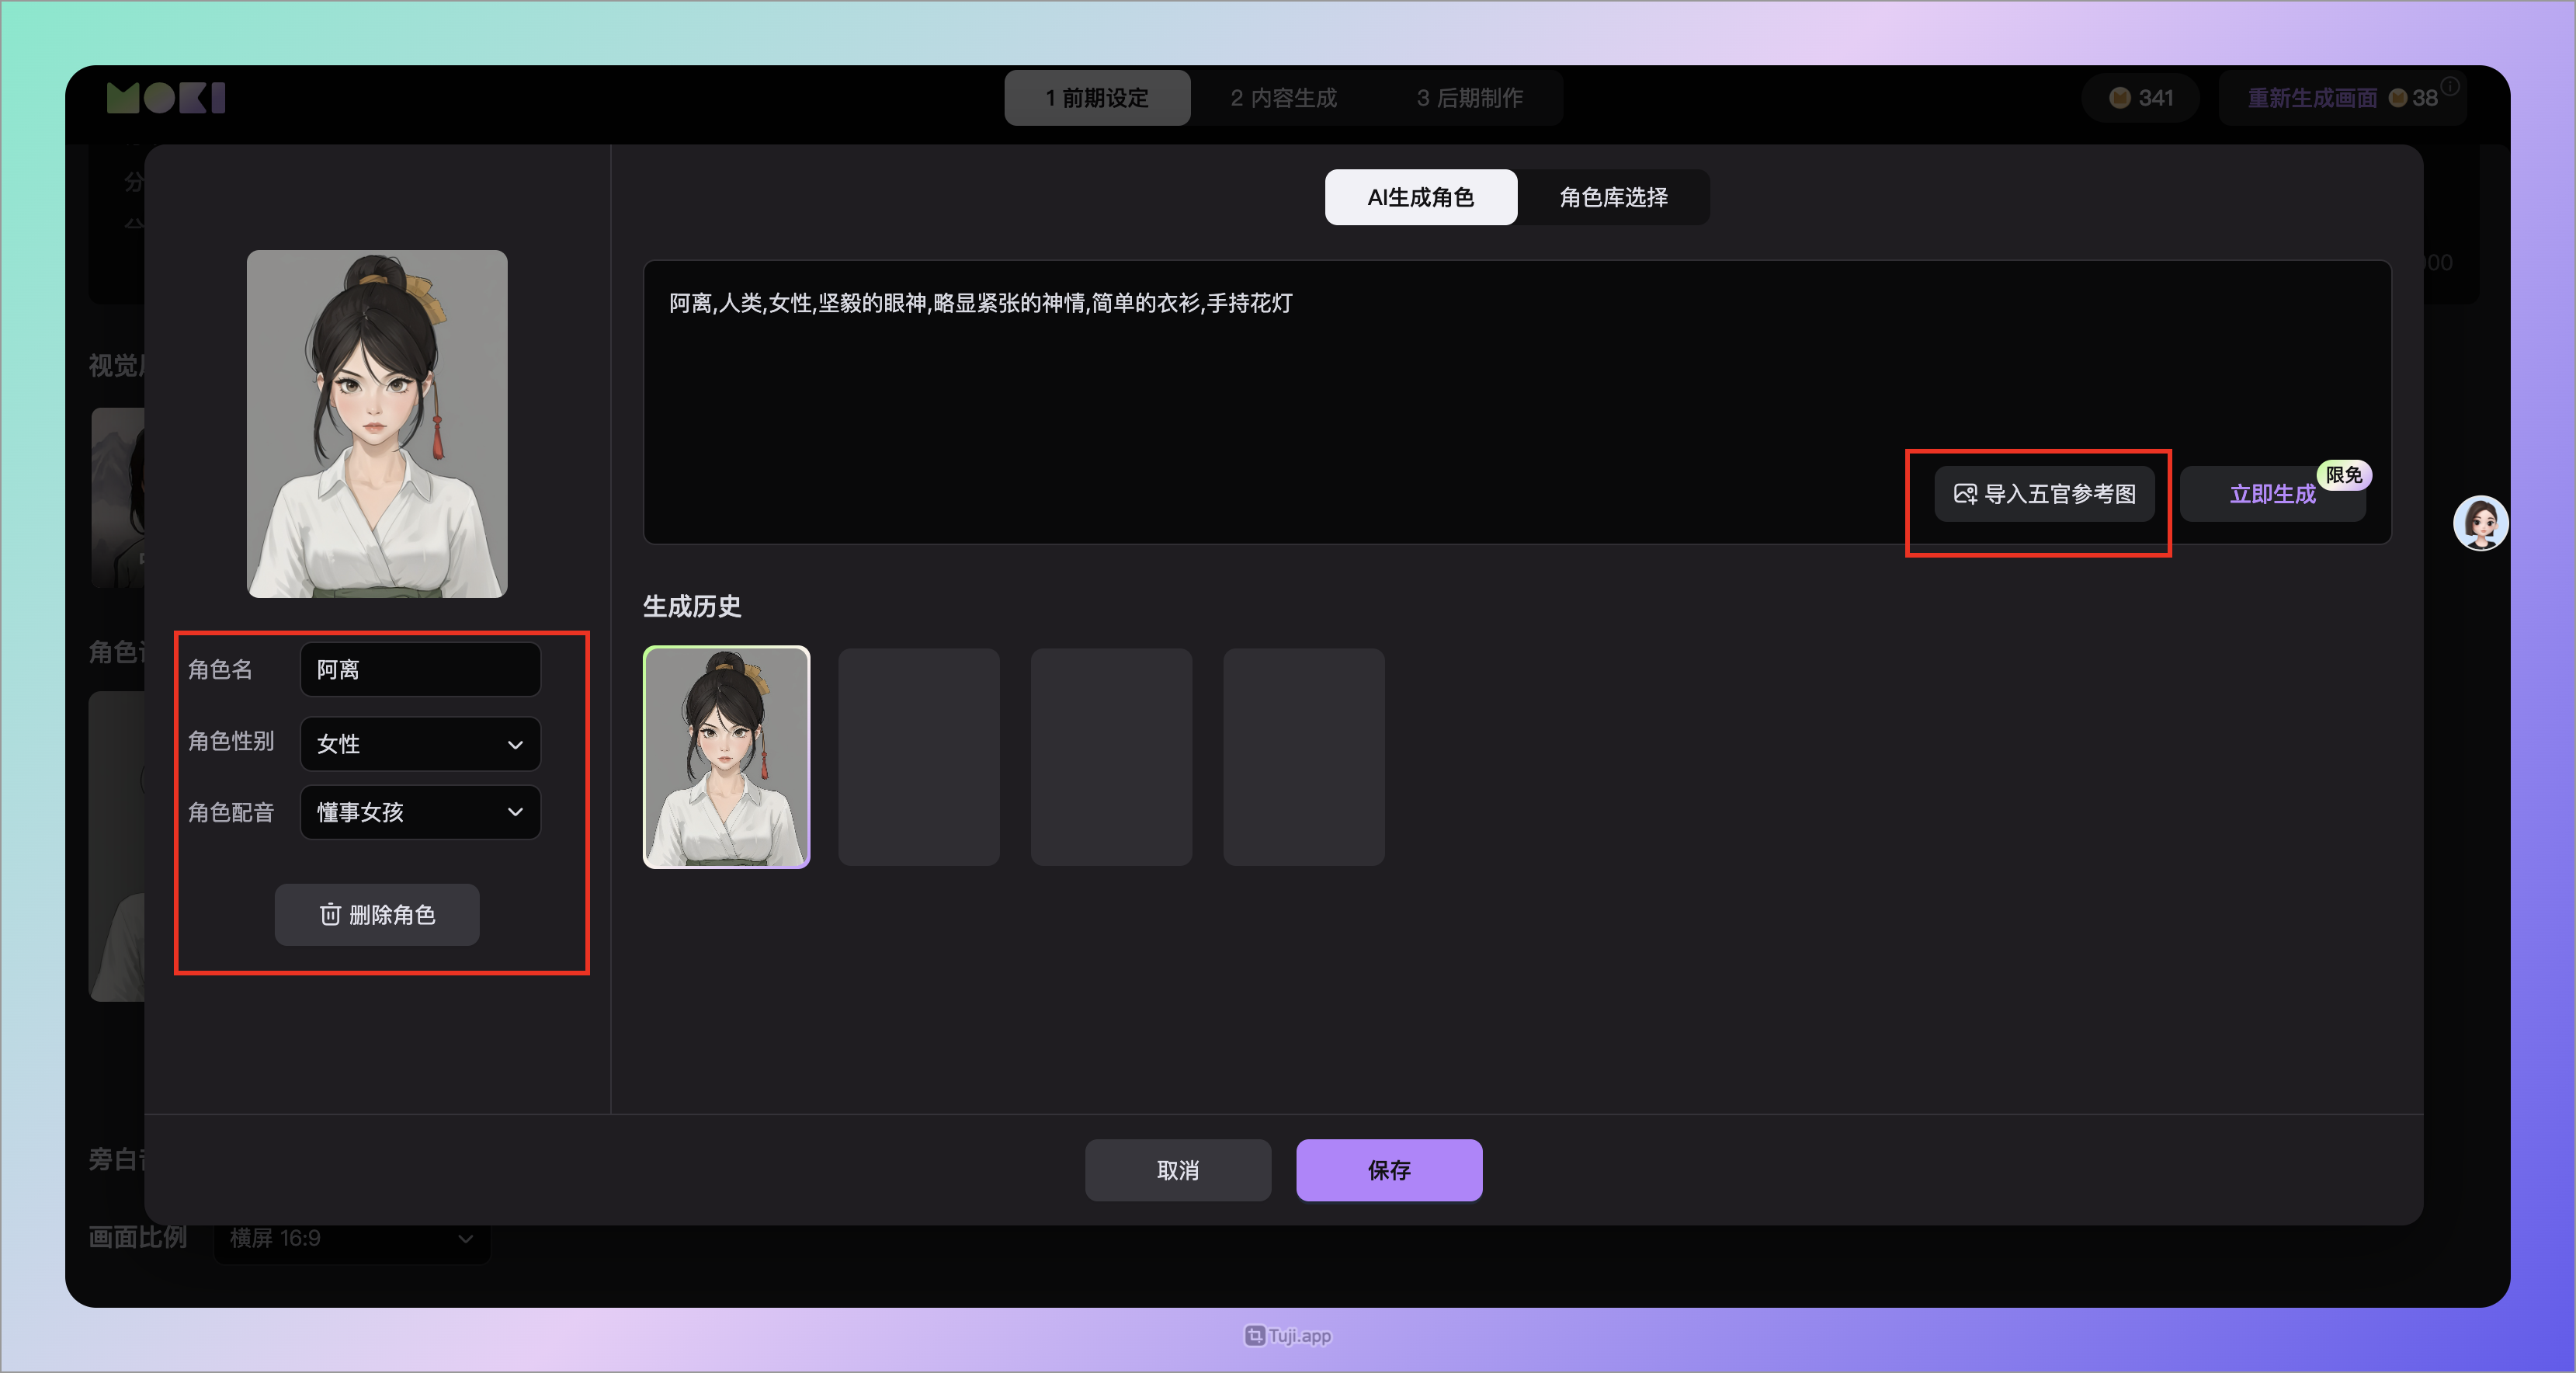 MOKI
1 前期设定
2 内容生成
3 后期制作
341
重新生成画面 38
分
AI生成角色
角色库选择
阿离,人类,女性,坚毅的眼神,略显紧张的神情,简单的衣衫,手持花灯
导入五官参考图
立即生成
限免
视觉
生成历史
角色
角色名
阿离
角色性别
女性
角色配音
懂事女孩
删除角色
旁白
取消
保存
画面比例
横屏 16:9
Tuji.app